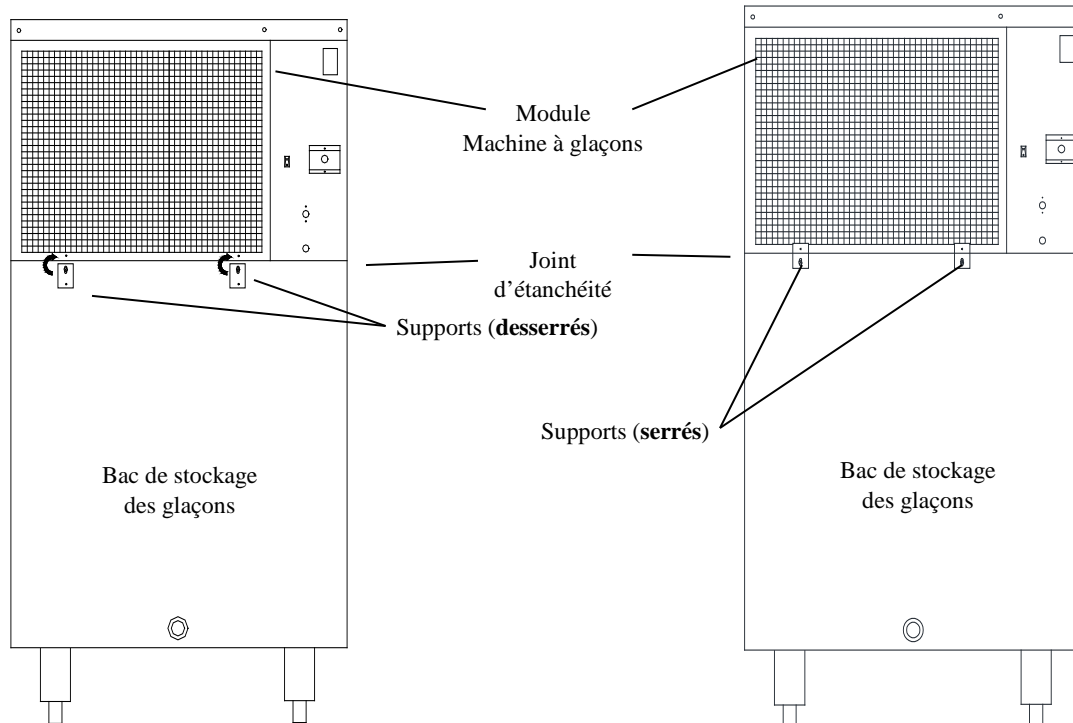 Module
Machine à glaçons
Joint
d’étanchéité
Supports (desserrés)
Supports (serrés)
Bac de stockage
des glaçons
Bac de stockage
des glaçons